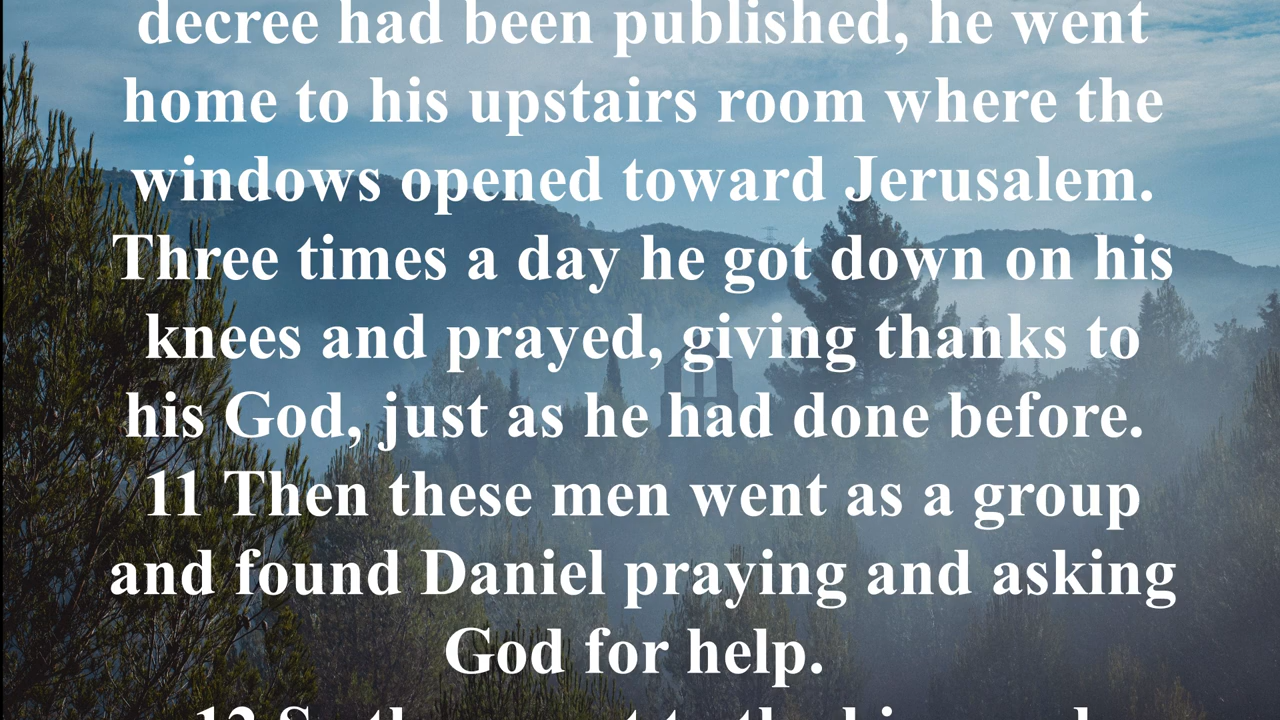 decree had been published, he went
home to his upstairs room where the
windows opened toward Jerusalem.
Three times a day he got down on his
knees and prayed, giving thanks to
his God, just as he had done before.
11 Then these men went as a group
and found Daniel praying and asking
God for help.